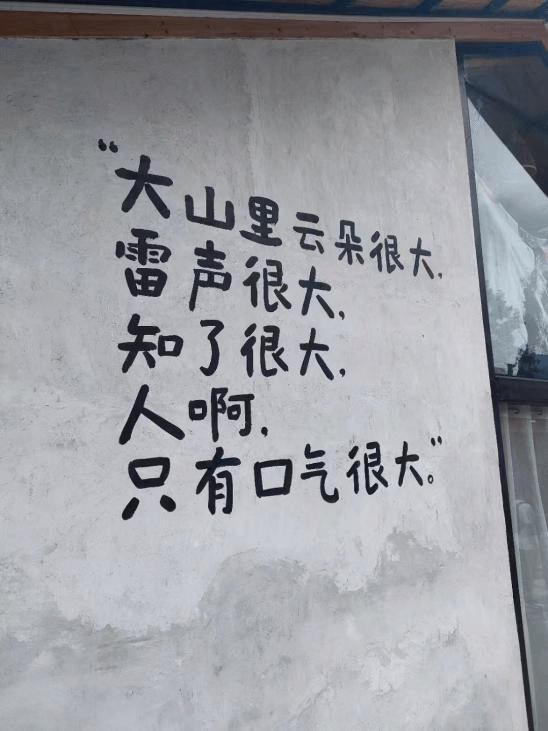 “大山里云朵很大,
雷声很大,
知了很大,
人啊,
只有口气很大。”